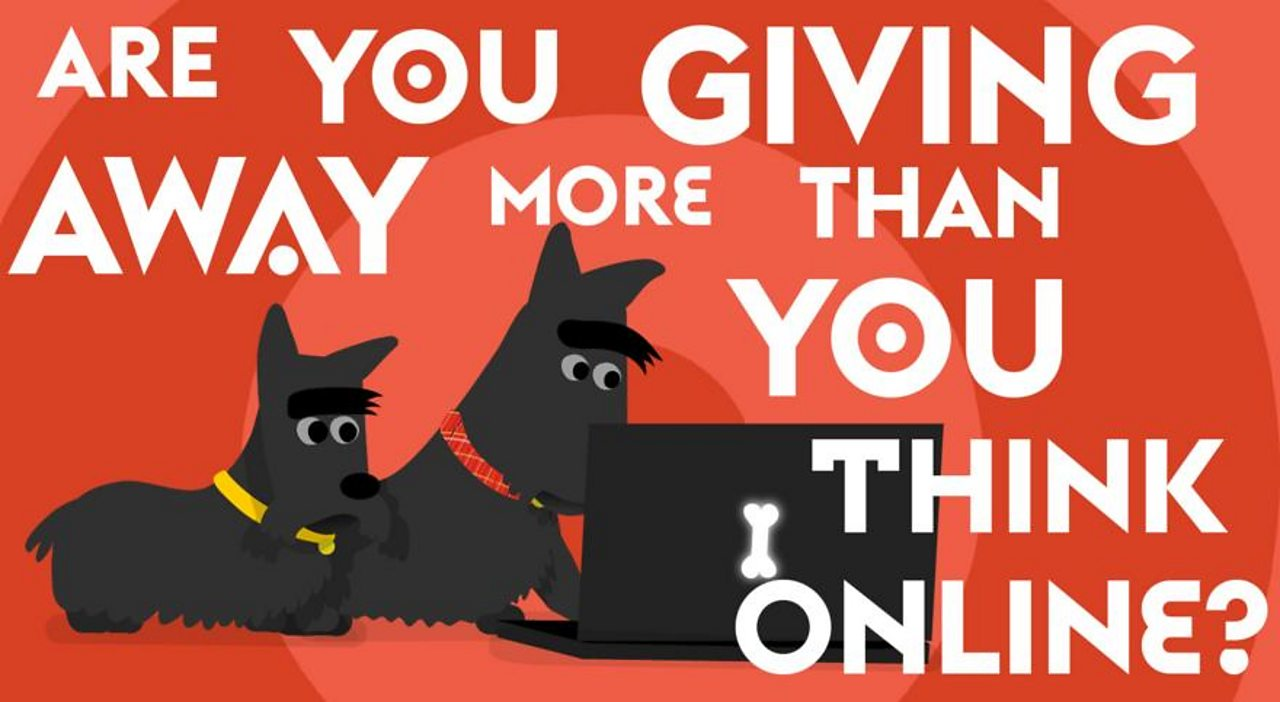 ARE YOU GIVING
AWAY MORE THAN
YOU
THINK
ONLINE?